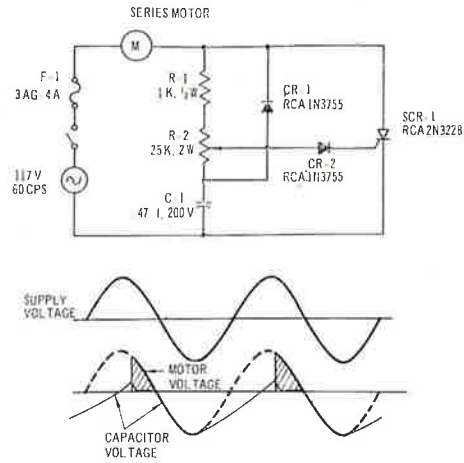 SERIES MOTOR
M
F-1
3AG-4A
117 V
60 CPS
R-1
1K, ½W
R-2
25K, 2W
C-1
47 I, 200V
CR-1
RCA 1N3755
CR-2
RCA 1N3755
SCR-1
RCA 2N3228
SUPPLY
VOLTAGE
MOTOR
VOLTAGE
CAPACITOR
VOLTAGE